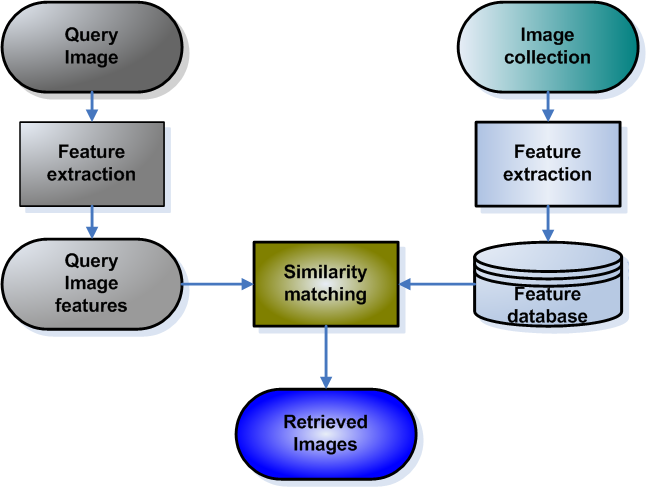 Query
Image
Image
collection
Feature
extraction
Feature
extraction
Query
Image
features
Similarity
matching
Feature
database
Retrieved
Images